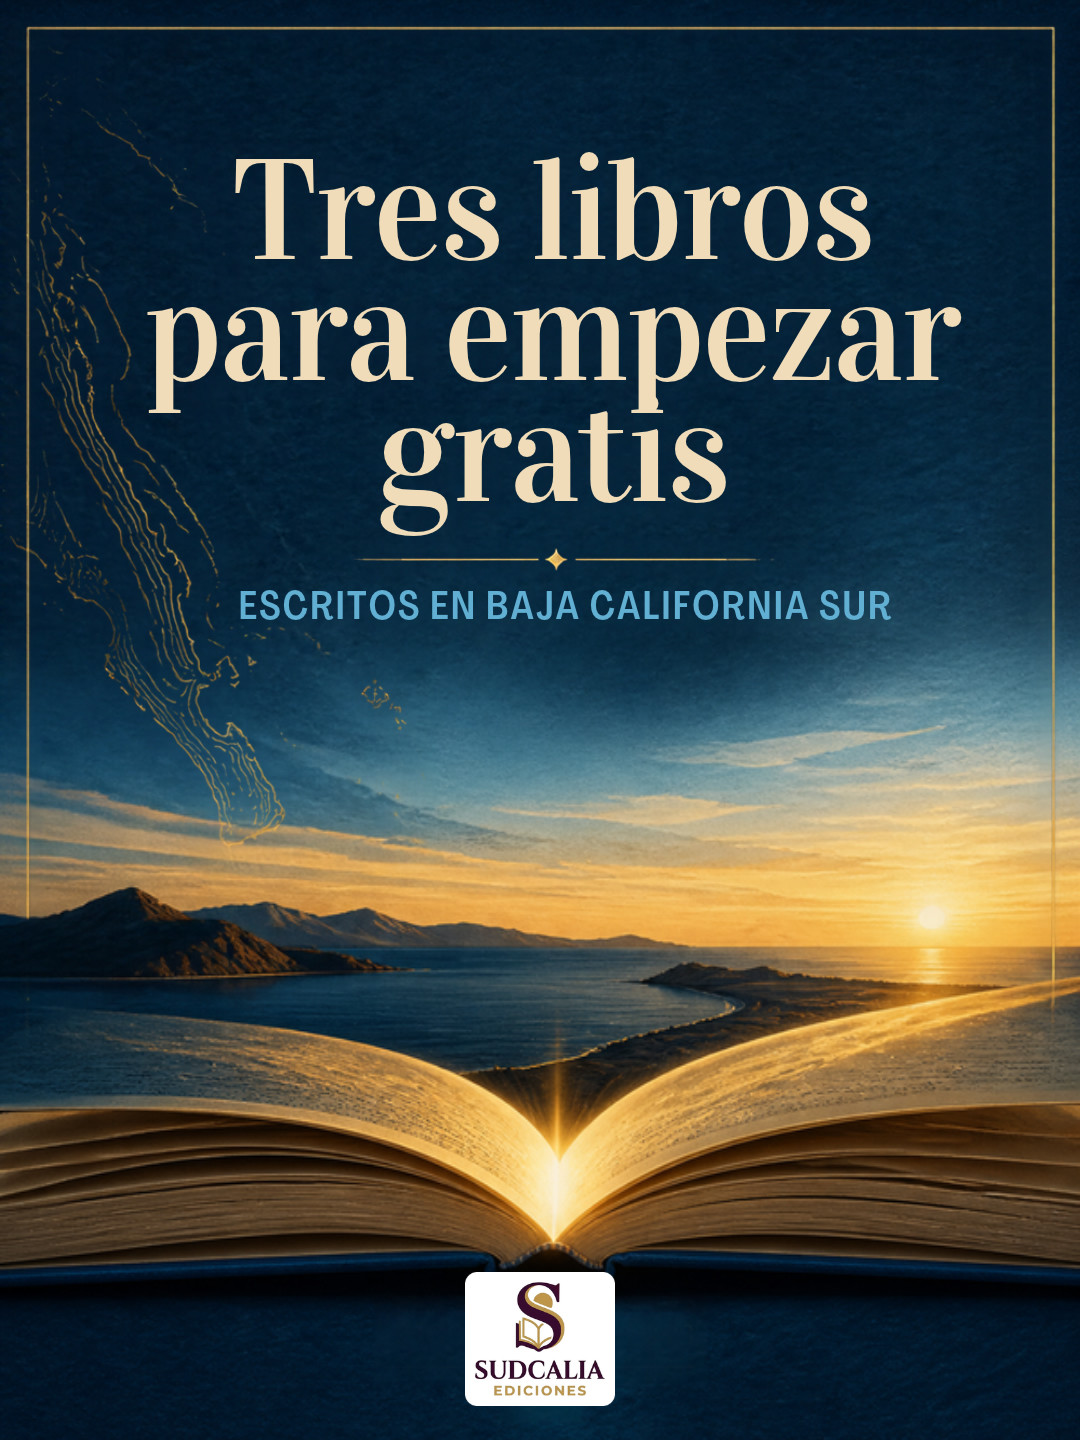 Tres libros
para empezar
gratis
ESCRITOS EN BAJA CALIFORNIA SUR
SUDCALIA
EDICIONES